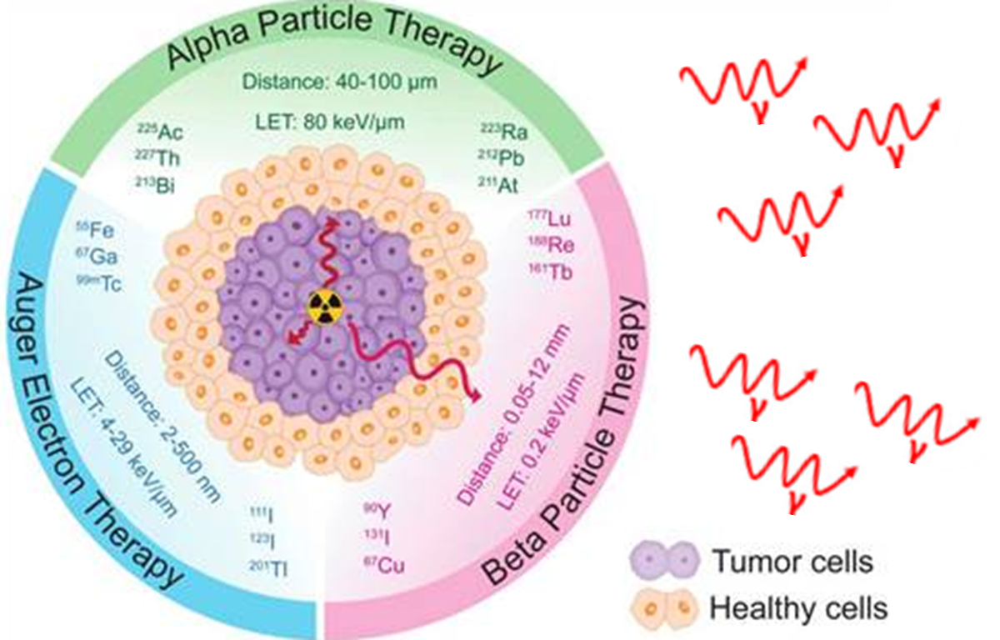 Alpha Particle Therapy
Distance: 40-100 µm
LET: 80 keV/µm
²²⁵Ac
²²⁷Th
²¹³Bi
²²³Ra
²¹²Pb
²¹¹At
⁵⁵Fe
⁶⁷Ga
⁹⁹ᵐTc
¹⁷⁷Lu
¹⁸⁸Re
¹⁶¹Tb
Auger Electron Therapy
Distance: 2-500 nm
LET: 4-29 keV/µm
¹¹¹I
¹²³I
²⁰¹Tl
Beta Particle Therapy
Distance: 0.05-12 mm
LET: 0.2 keV/µm
⁹⁰Y
¹³¹I
⁶⁷Cu
γ
γ
γ
γ
γ
γ
Tumor cells
Healthy cells